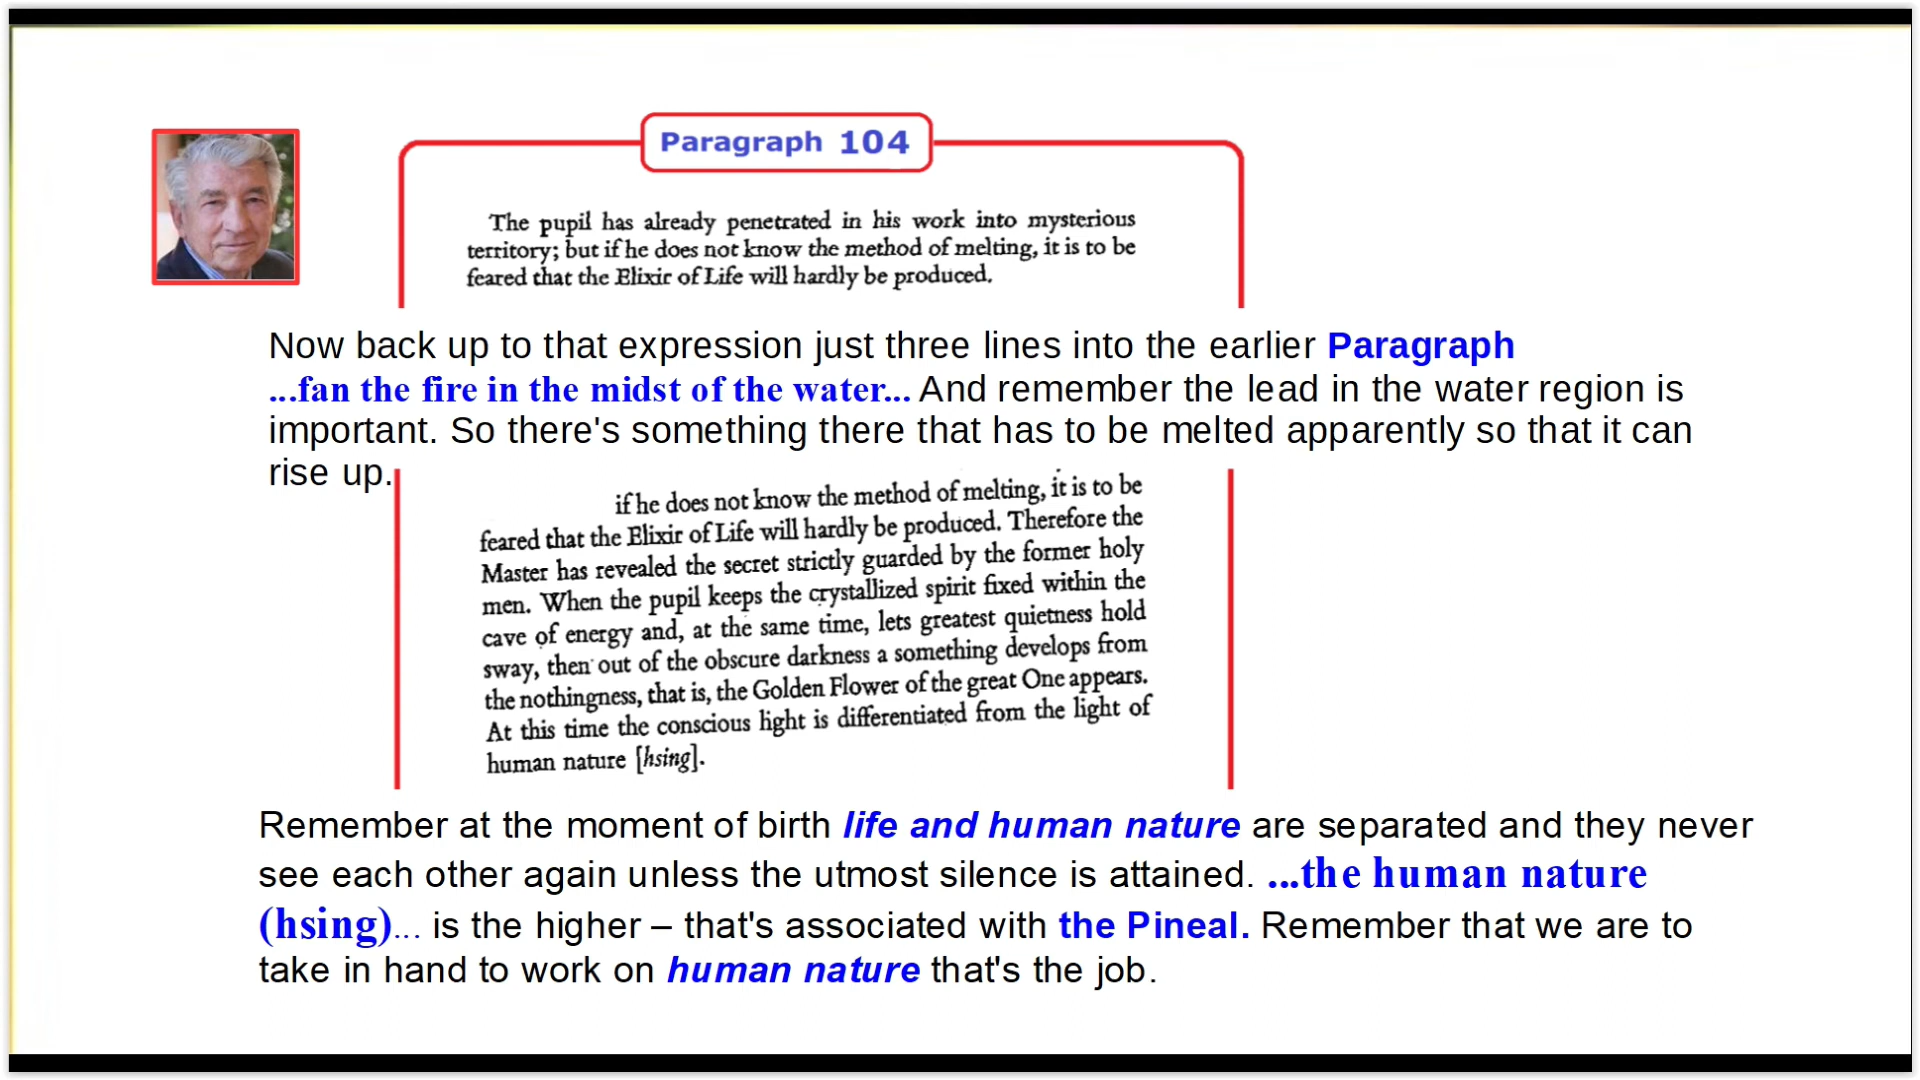 Paragraph 104
The pupil has already penetrated in his work into mysterious
territory; but if he does not know the method of melting, it is to be
feared that the Elixir of Life will hardly be produced.
Now back up to that expression just three lines into the earlier Paragraph
...fan the fire in the midst of the water... And remember the lead in the water region is
important. So there's something there that has to be melted apparently so that it can
rise up.
if he does not know the method of melting, it is to be
feared that the Elixir of Life will hardly be produced. Therefore the
Master has revealed the secret strictly guarded by the former holy
men. When the pupil keeps the crystallized spirit fixed within the
cave of energy and, at the same time, lets greatest quietness hold
sway, then out of the obscure darkness a something develops from
the nothingness, that is, the Golden Flower of the great One appears.
At this time the conscious light is differentiated from the light of
human nature [hsing].
Remember at the moment of birth life and human nature are separated and they never
see each other again unless the utmost silence is attained. ...the human nature
(hsing)... is the higher – that's associated with the Pineal. Remember that we are to
take in hand to work on human nature that's the job.